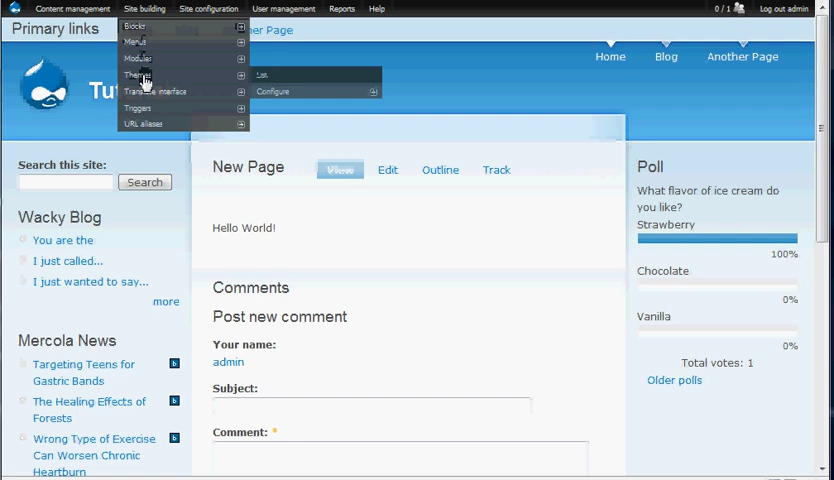 Content management Site building Site configuration User management Reports Help 0 / 1 Log out admin
Primary links
er Page
Blocks
Menus
Modules
Themes
Translate interface
Triggers
URL aliases
List
Configure
Home Blog Another Page
Tu
Search this site:
Search
Wacky Blog
You are the
I just called...
I just wanted to say...
more
Mercola News
Targeting Teens for
Gastric Bands
The Healing Effects of
Forests
Wrong Type of Exercise
Can Worsen Chronic
Heartburn
New Page View Edit Outline Track
Hello World!
Comments
Post new comment
Your name:
admin
Subject:
Comment: *
Poll
What flavor of ice cream do
you like?
Strawberry
100%
Chocolate
0%
Vanilla
0%
Total votes: 1
Older polls